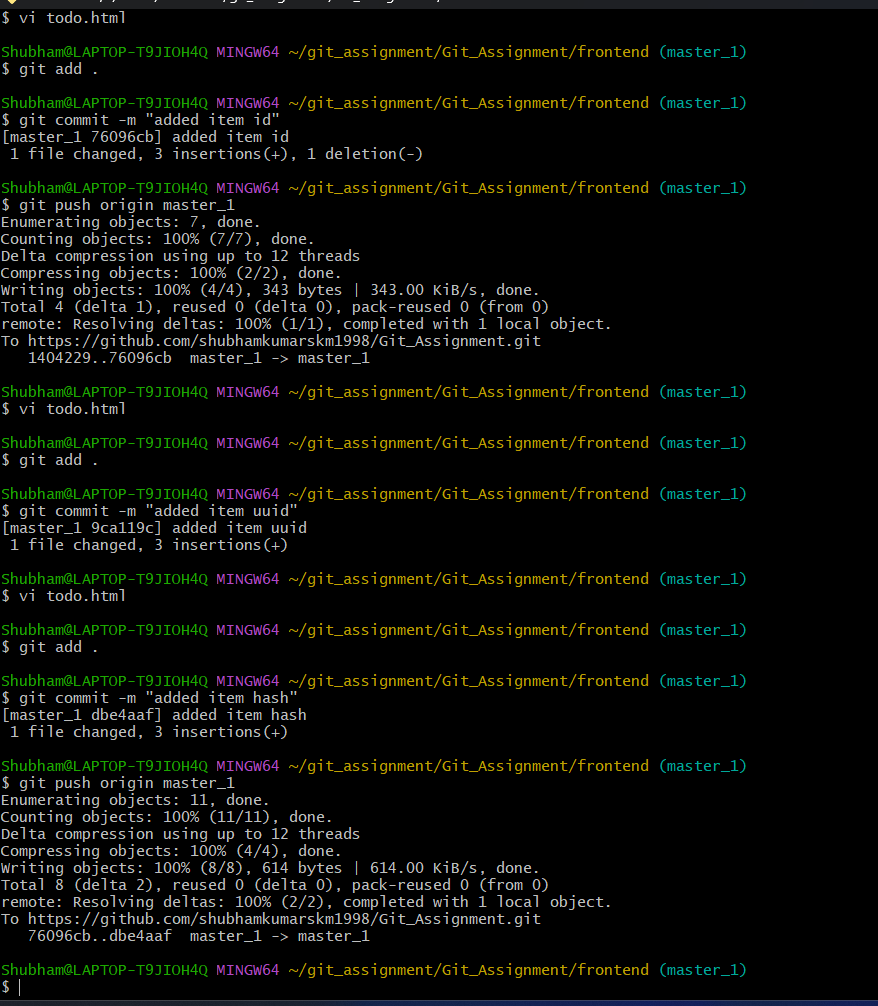 $ vi todo.html
Shubham@LAPTOP-T9JIOH4Q MINGW64 ~/git_assignment/Git_Assignment/frontend (master_1)
$ git add .
Shubham@LAPTOP-T9JIOH4Q MINGW64 ~/git_assignment/Git_Assignment/frontend (master_1)
$ git commit -m "added item id"
[master_1 76096cb] added item id
 1 file changed, 3 insertions(+), 1 deletion(-)
Shubham@LAPTOP-T9JIOH4Q MINGW64 ~/git_assignment/Git_Assignment/frontend (master_1)
$ git push origin master_1
Enumerating objects: 7, done.
Counting objects: 100% (7/7), done.
Delta compression using up to 12 threads
Compressing objects: 100% (2/2), done.
Writing objects: 100% (4/4), 343 bytes | 343.00 KiB/s, done.
Total 4 (delta 1), reused 0 (delta 0), pack-reused 0 (from 0)
remote: Resolving deltas: 100% (1/1), completed with 1 local object.
To https://github.com/shubhamkumarskm1998/Git_Assignment.git
   1404229..76096cb  master_1 -> master_1
Shubham@LAPTOP-T9JIOH4Q MINGW64 ~/git_assignment/Git_Assignment/frontend (master_1)
$ vi todo.html
Shubham@LAPTOP-T9JIOH4Q MINGW64 ~/git_assignment/Git_Assignment/frontend (master_1)
$ git add .
Shubham@LAPTOP-T9JIOH4Q MINGW64 ~/git_assignment/Git_Assignment/frontend (master_1)
$ git commit -m "added item uuid"
[master_1 9ca119c] added item uuid
 1 file changed, 3 insertions(+)
Shubham@LAPTOP-T9JIOH4Q MINGW64 ~/git_assignment/Git_Assignment/frontend (master_1)
$ vi todo.html
Shubham@LAPTOP-T9JIOH4Q MINGW64 ~/git_assignment/Git_Assignment/frontend (master_1)
$ git add .
Shubham@LAPTOP-T9JIOH4Q MINGW64 ~/git_assignment/Git_Assignment/frontend (master_1)
$ git commit -m "added item hash"
[master_1 dbe4aaf] added item hash
 1 file changed, 3 insertions(+)
Shubham@LAPTOP-T9JIOH4Q MINGW64 ~/git_assignment/Git_Assignment/frontend (master_1)
$ git push origin master_1
Enumerating objects: 11, done.
Counting objects: 100% (11/11), done.
Delta compression using up to 12 threads
Compressing objects: 100% (4/4), done.
Writing objects: 100% (8/8), 614 bytes | 614.00 KiB/s, done.
Total 8 (delta 2), reused 0 (delta 0), pack-reused 0 (from 0)
remote: Resolving deltas: 100% (2/2), completed with 1 local object.
To https://github.com/shubhamkumarskm1998/Git_Assignment.git
   76096cb..dbe4aaf  master_1 -> master_1
Shubham@LAPTOP-T9JIOH4Q MINGW64 ~/git_assignment/Git_Assignment/frontend (master_1)
$